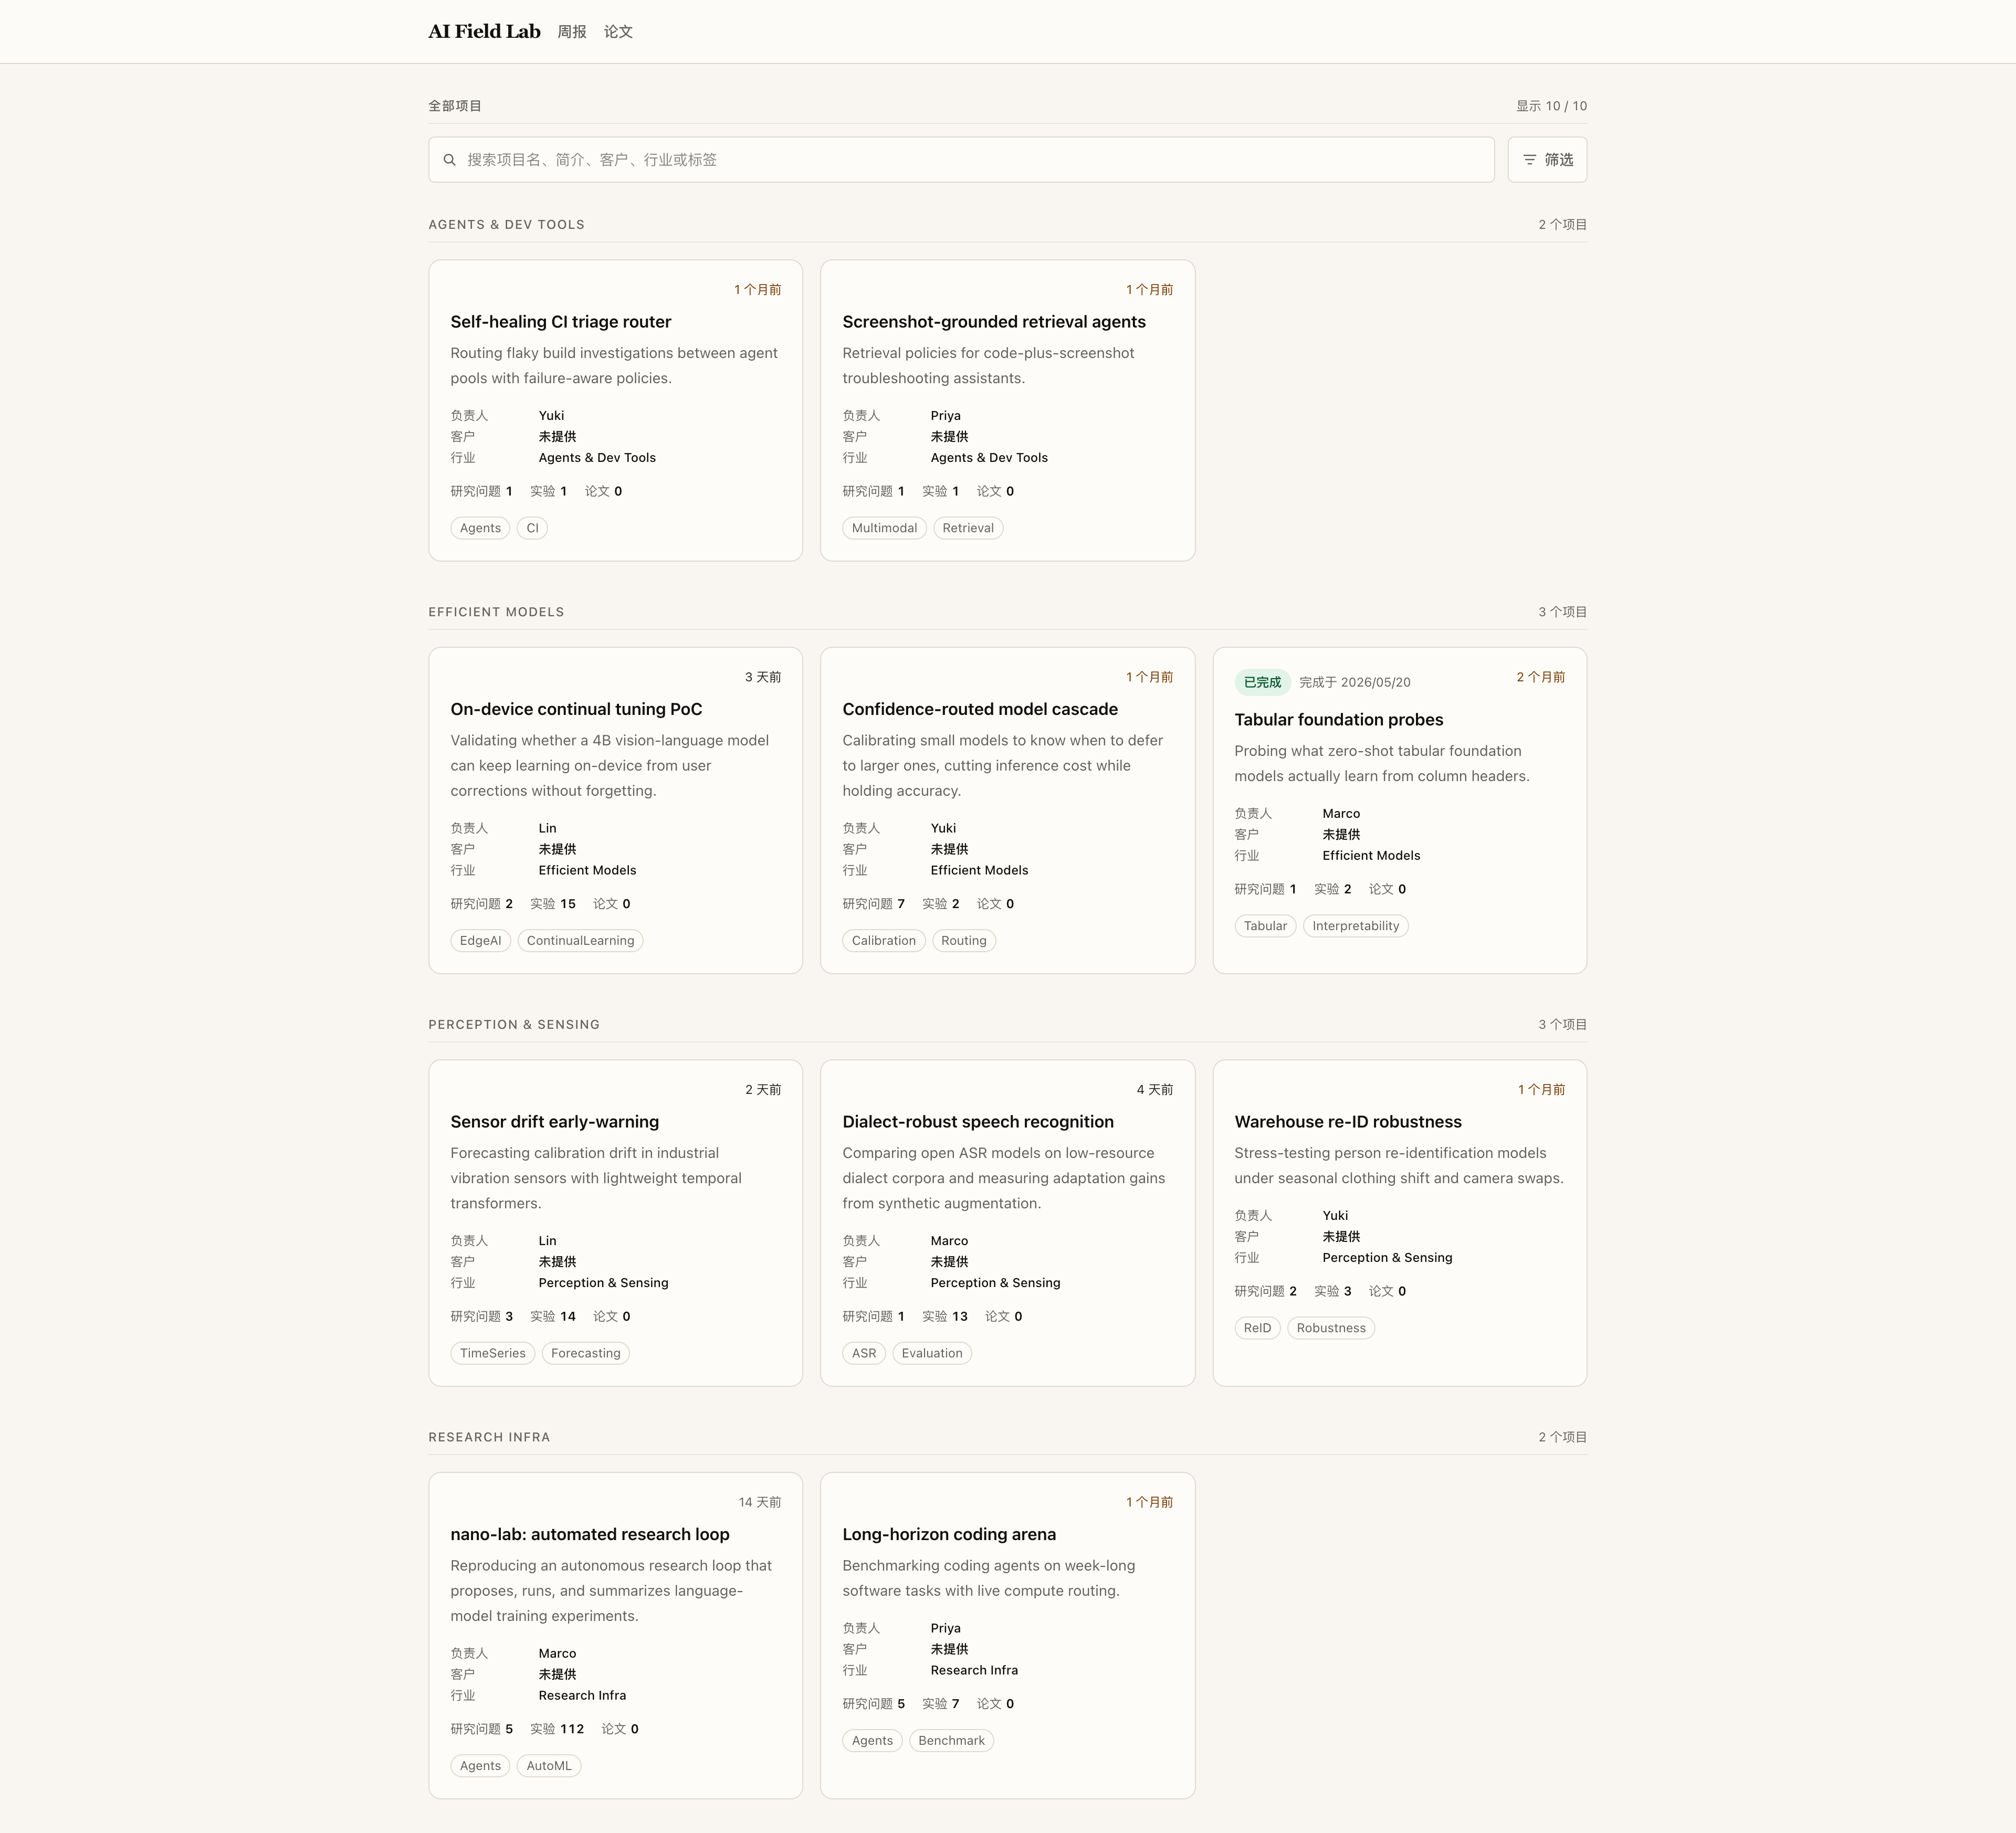 AI Field Lab 周报 论文
全部项目 显示 10 / 10
搜索项目名、简介、客户、行业或标签 筛选
AGENTS & DEV TOOLS 2 个项目
1 个月前
Self-healing CI triage router
Routing flaky build investigations between agent
pools with failure-aware policies.
负责人 Yuki
客户 未提供
行业 Agents & Dev Tools
研究问题 1 实验 1 论文 0
Agents CI
1 个月前
Screenshot-grounded retrieval agents
Retrieval policies for code-plus-screenshot
troubleshooting assistants.
负责人 Priya
客户 未提供
行业 Agents & Dev Tools
研究问题 1 实验 1 论文 0
Multimodal Retrieval
EFFICIENT MODELS 3 个项目
3 天前
On-device continual tuning PoC
Validating whether a 4B vision-language model
can keep learning on-device from user
corrections without forgetting.
负责人 Lin
客户 未提供
行业 Efficient Models
研究问题 2 实验 15 论文 0
EdgeAI ContinualLearning
1 个月前
Confidence-routed model cascade
Calibrating small models to know when to defer
to larger ones, cutting inference cost while
holding accuracy.
负责人 Yuki
客户 未提供
行业 Efficient Models
研究问题 7 实验 2 论文 0
Calibration Routing
已完成 完成于 2026/05/20 2 个月前
Tabular foundation probes
Probing what zero-shot tabular foundation
models actually learn from column headers.
负责人 Marco
客户 未提供
行业 Efficient Models
研究问题 1 实验 2 论文 0
Tabular Interpretability
PERCEPTION & SENSING 3 个项目
2 天前
Sensor drift early-warning
Forecasting calibration drift in industrial
vibration sensors with lightweight temporal
transformers.
负责人 Lin
客户 未提供
行业 Perception & Sensing
研究问题 3 实验 14 论文 0
TimeSeries Forecasting
4 天前
Dialect-robust speech recognition
Comparing open ASR models on low-resource
dialect corpora and measuring adaptation gains
from synthetic augmentation.
负责人 Marco
客户 未提供
行业 Perception & Sensing
研究问题 1 实验 13 论文 0
ASR Evaluation
1 个月前
Warehouse re-ID robustness
Stress-testing person re-identification models
under seasonal clothing shift and camera swaps.
负责人 Yuki
客户 未提供
行业 Perception & Sensing
研究问题 2 实验 3 论文 0
ReID Robustness
RESEARCH INFRA 2 个项目
14 天前
nano-lab: automated research loop
Reproducing an autonomous research loop that
proposes, runs, and summarizes language-
model training experiments.
负责人 Marco
客户 未提供
行业 Research Infra
研究问题 5 实验 112 论文 0
Agents AutoML
1 个月前
Long-horizon coding arena
Benchmarking coding agents on week-long
software tasks with live compute routing.
负责人 Priya
客户 未提供
行业 Research Infra
研究问题 5 实验 7 论文 0
Agents Benchmark